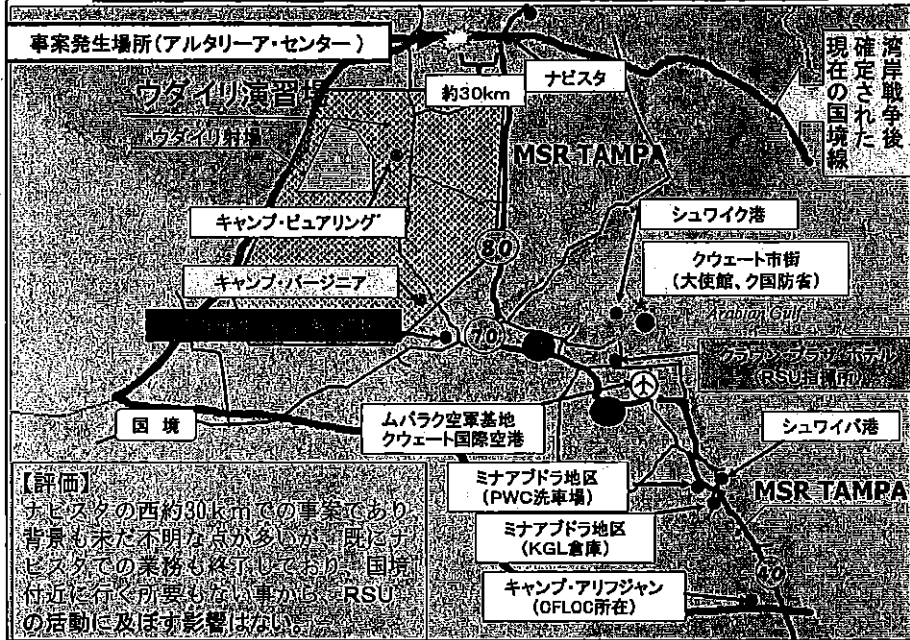 事案発生場所(アルタリーア・センター)
湾岸戦争後
確定された
現在の国境線
約30km
ナビスタ
ウダイリ演習場
ウダイリ射場
MSR TAMPA
キャンプ・ビュアリング
シュワイク港
80
クウェート市街
(大使館、ク国防省)
キャンプ・バージニア
Arabian Gulf
70
クラウンプラザホテル
国境
ムバラク空軍基地
クウェート国際空港
シュワイバ港
ミナアブドラ地区
(PWC洗車場)
MSR TAMPA
ミナアブドラ地区
(KGL倉庫)
40
キャンプ・アリフジャン
(CFLCC所在)
【評価】
ナビスタの西約30kmでの事案であり
背景も未だ不明な点が多いが、既にナ
ビスタでの業務も終了しており、国境
付近に行く所要もない事から、RSU
の活動に及ぼす影響はない。